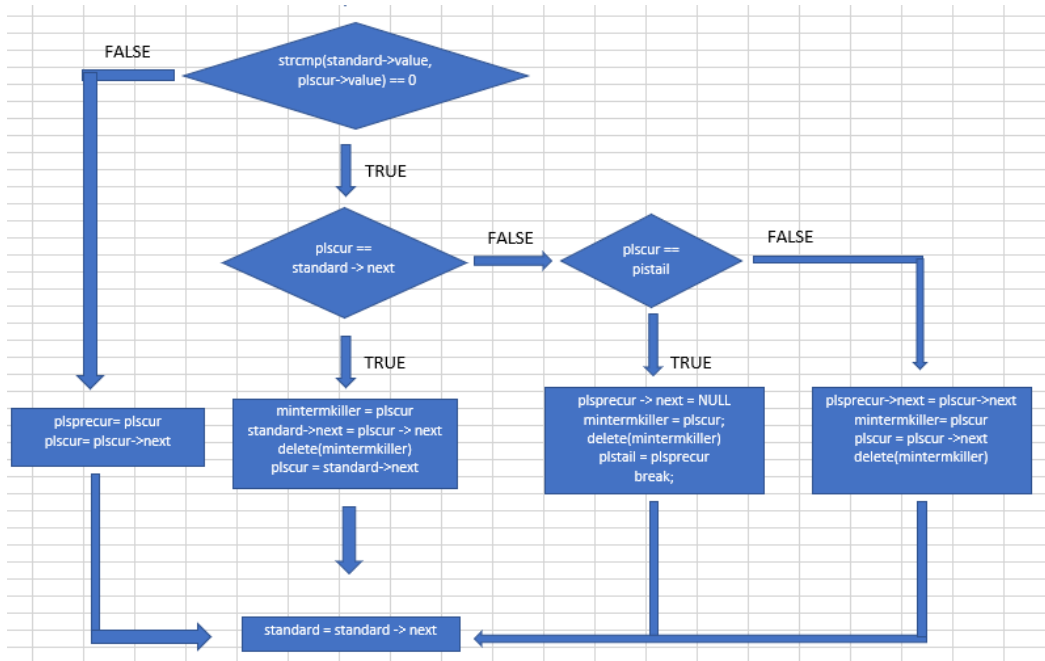 FALSE
strcmp(standard->value,
plscur->value) == 0
TRUE
plscur ==
standard -> next
FALSE
plscur ==
pistail
FALSE
TRUE
TRUE
plsprecur= plscur
plscur= plscur->next
mintermkiller = plscur
standard->next = plscur -> next
delete(mintermkiller)
plscur = standard->next
plsprecur -> next = NULL
mintermkiller = plscur;
delete(mintermkiller)
plstail = plsprecur
break;
plsprecur->next = plscur->next
mintermkiller= plscur
plscur = plscur ->next
delete(mintermkiller)
standard = standard -> next